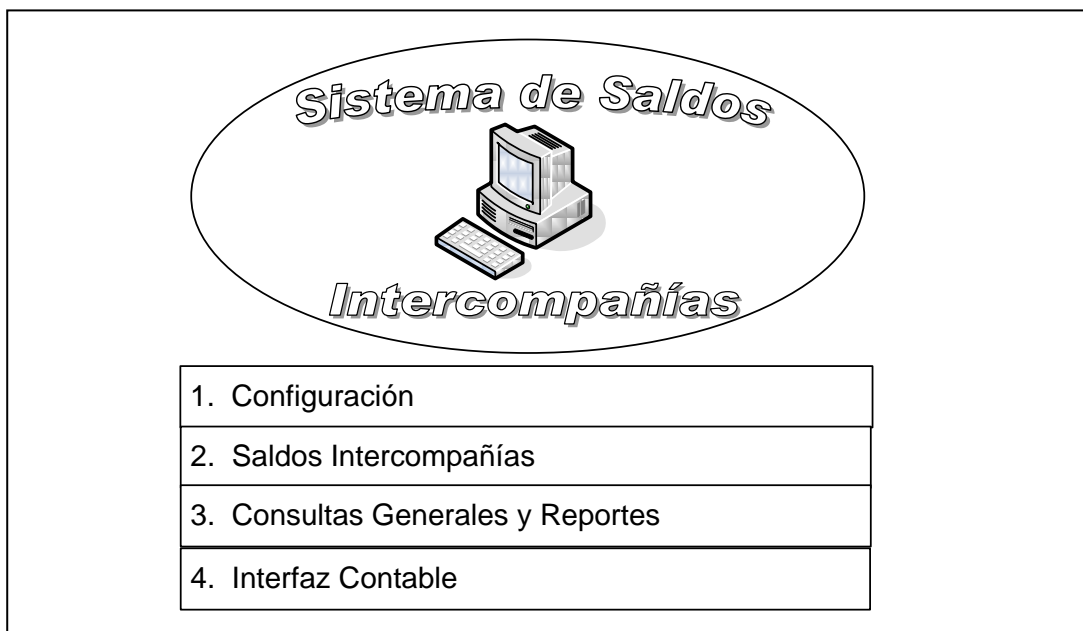 Sistema de Saldos
Intercompañías
1. Configuración
2. Saldos Intercompañías
3. Consultas Generales y Reportes
4. Interfaz Contable